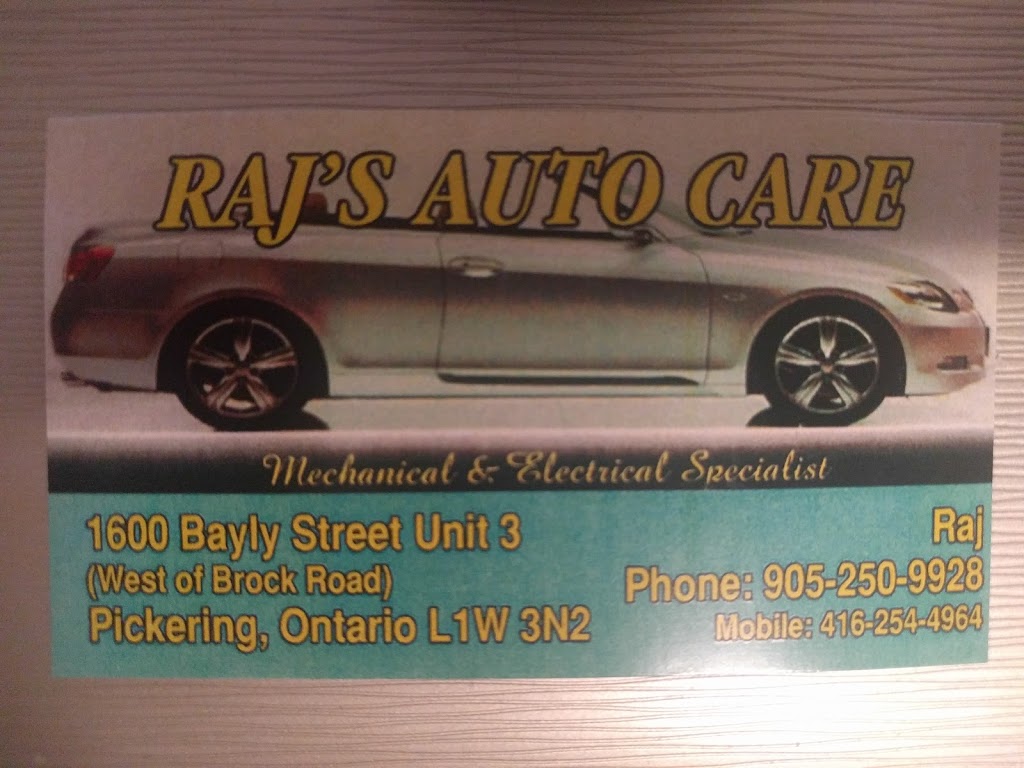 RAJ'S AUTO CARE
Mechanical & Electrical Specialist
1600 Bayly Street Unit 3
(West of Brock Road)
Pickering, Ontario L1W 3N2
Raj
Phone: 905-250-9928
Mobile: 416-254-4964